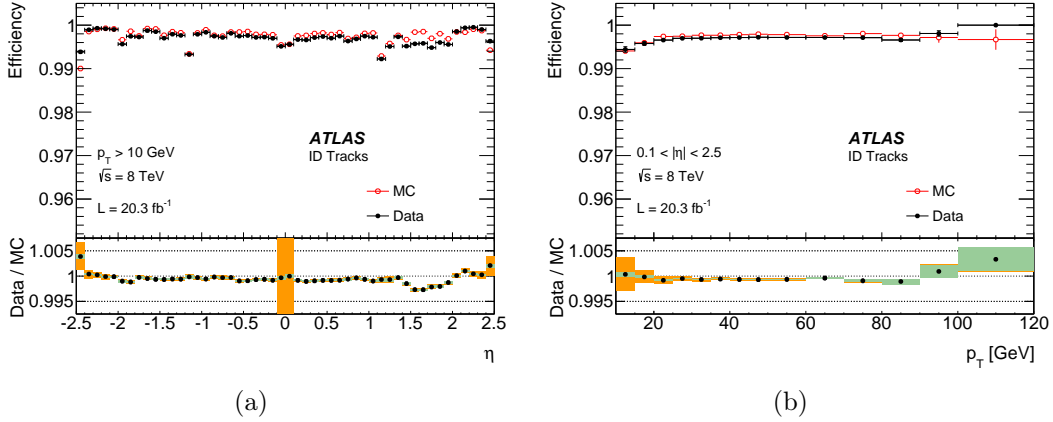 Efficiency
1
0.99
0.98
0.97
0.96
ATLAS
ID Tracks
p_T > 10 GeV
√s = 8 TeV
L = 20.3 fb⁻¹
MC
Data
Data / MC
1.005
1
0.995
-2.5 -2 -1.5 -1 -0.5 0 0.5 1 1.5 2 2.5
η
(a)
Efficiency
1
0.99
0.98
0.97
0.96
ATLAS
ID Tracks
0.1 < |η| < 2.5
√s = 8 TeV
L = 20.3 fb⁻¹
MC
Data
Data / MC
1.005
1
0.995
20 40 60 80 100 120
p_T [GeV]
(b)